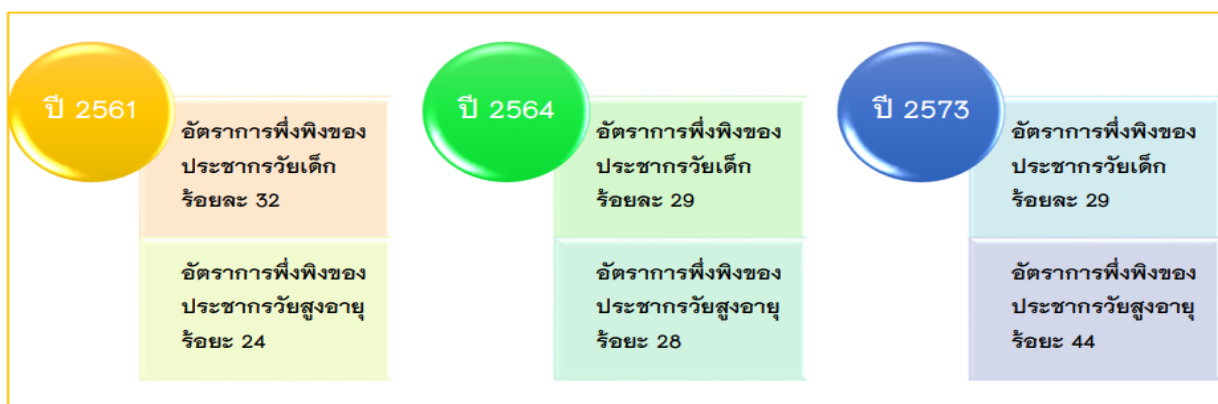 ปี 2561
อัตราการพึ่งพิงของ
ประชากรวัยเด็ก
ร้อยละ 32
อัตราการพึ่งพิงของ
ประชากรวัยสูงอายุ
ร้อยะ 24
ปี 2564
อัตราการพึ่งพิงของ
ประชากรวัยเด็ก
ร้อยละ 29
อัตราการพึ่งพิงของ
ประชากรวัยสูงอายุ
ร้อยะ 28
ปี 2573
อัตราการพึ่งพิงของ
ประชากรวัยเด็ก
ร้อยละ 29
อัตราการพึ่งพิงของ
ประชากรวัยสูงอายุ
ร้อยะ 44